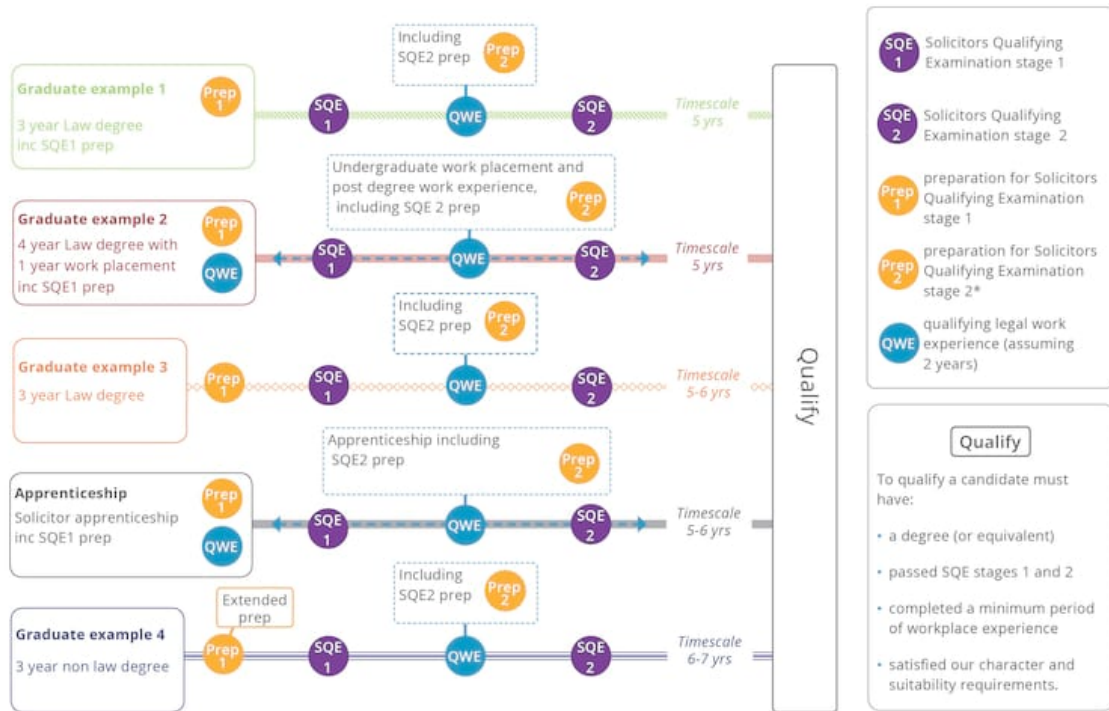 Including
SQE2 prep
Prep
2
Graduate example 1
3 year Law degree
inc SQE1 prep
Prep
1
SQE
1
QWE
SQE
2
Timescale
5 yrs
Undergraduate work placement and
post degree work experience,
including SQE 2 prep
Prep
2
Graduate example 2
4 year Law degree with
1 year work placement
inc SQE1 prep
Prep
1
QWE
SQE
1
QWE
SQE
2
Timescale
5 yrs
Including
SQE2 prep
Prep
2
Graduate example 3
3 year Law degree
Prep
1
SQE
1
QWE
SQE
2
Timescale
5-6 yrs
Apprenticeship including
SQE2 prep
Prep
2
Apprenticeship
Solicitor apprenticeship
inc SQE1 prep
Prep
1
QWE
SQE
1
QWE
SQE
2
Timescale
5-6 yrs
Including
SQE2 prep
Prep
2
Extended
prep
Graduate example 4
3 year non law degree
Prep
1
SQE
1
QWE
SQE
2
Timescale
6-7 yrs
Qualify
SQE
1
Solicitors Qualifying
Examination stage 1
SQE
2
Solicitors Qualifying
Examination stage 2
Prep
1
preparation for Solicitors
Qualifying Examination
stage 1
Prep
2
preparation for Solicitors
Qualifying Examination
stage 2*
QWE
qualifying legal work
experience (assuming
2 years)
Qualify
To qualify a candidate must
have:
• a degree (or equivalent)
• passed SQE stages 1 and 2
• completed a minimum period
of workplace experience
• satisfied our character and
suitability requirements.